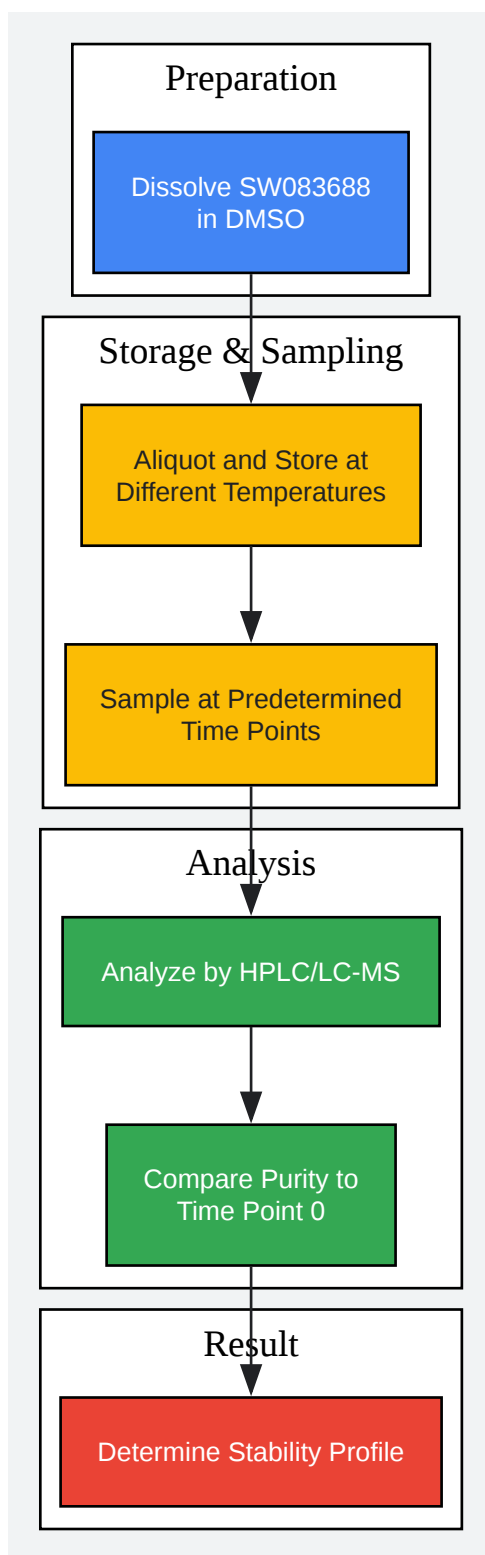 Preparation
Dissolve SW083688
in DMSO
Storage & Sampling
Aliquot and Store at
Different Temperatures
Sample at Predetermined
Time Points
Analysis
Analyze by HPLC/LC-MS
Compare Purity to
Time Point 0
Result
Determine Stability Profile